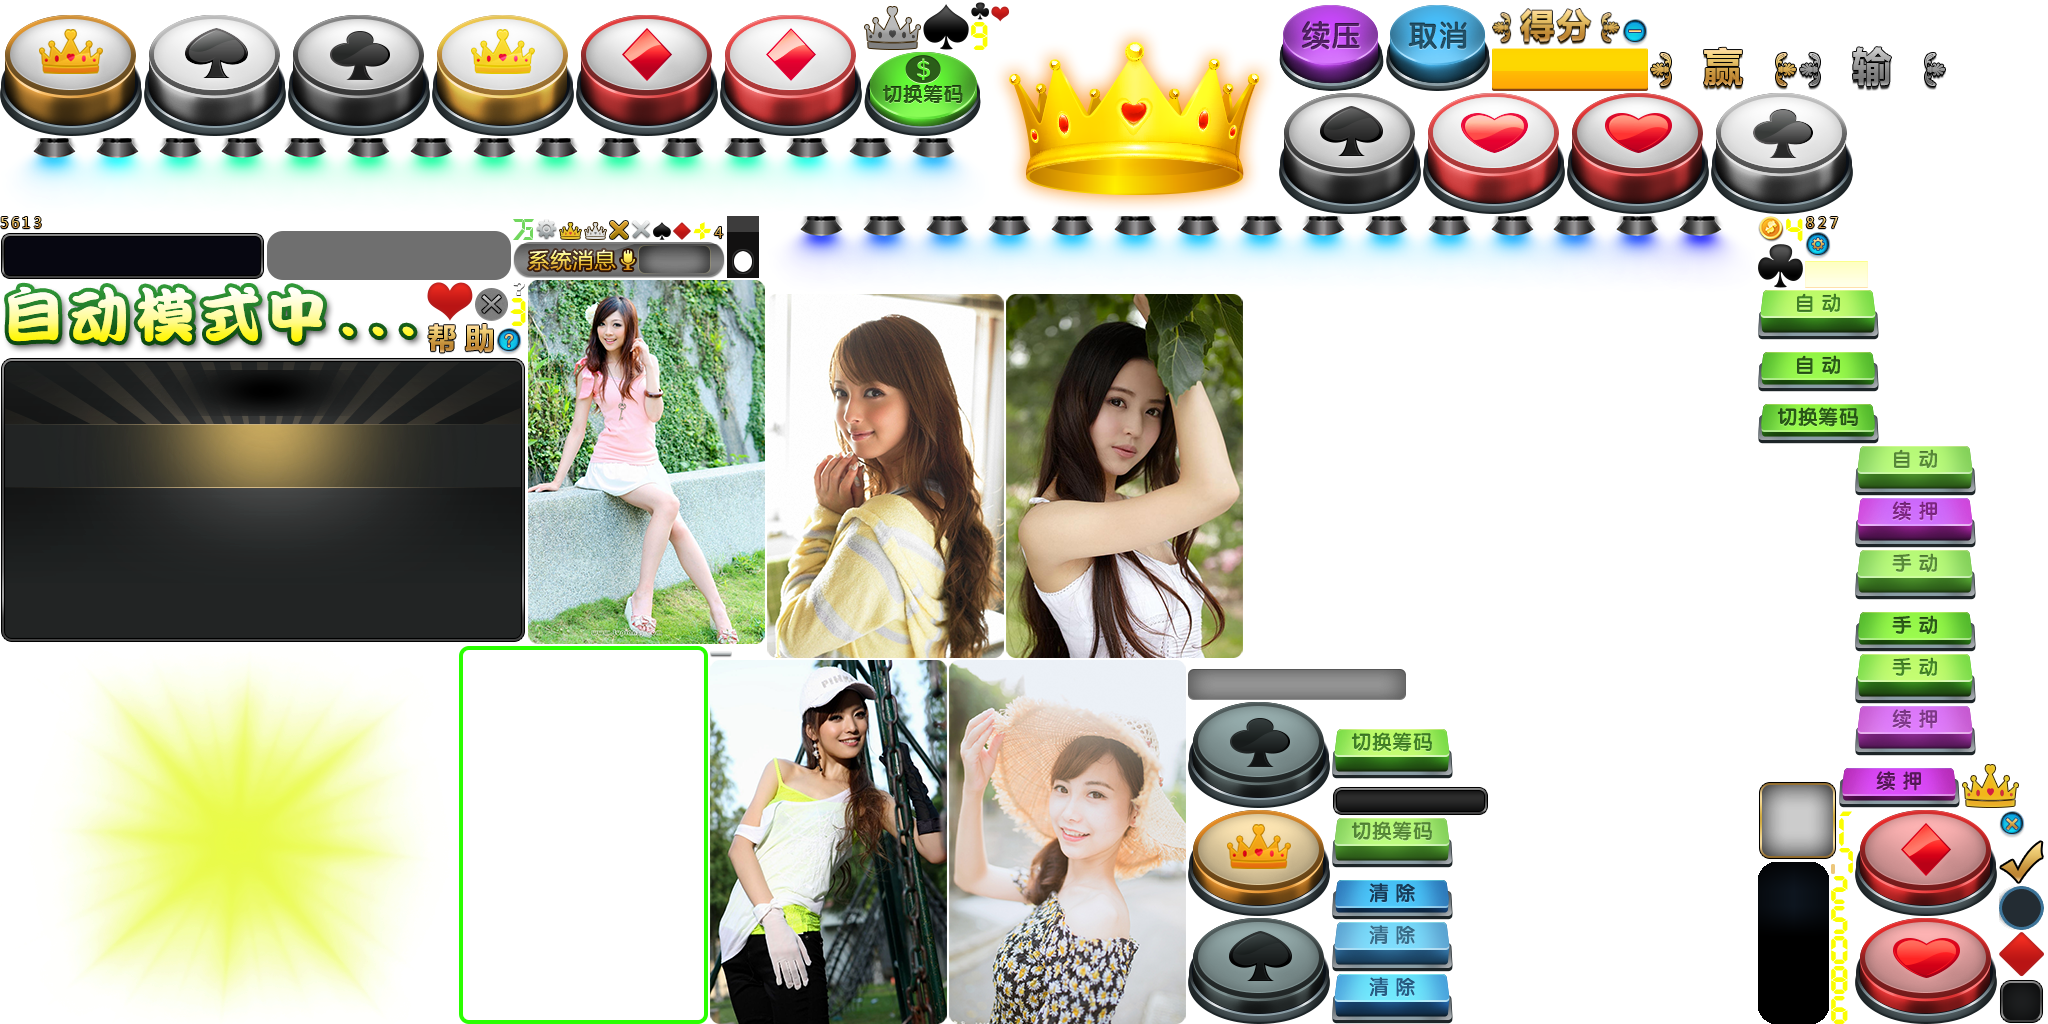 续压
取消
得分
赢
输
9
$
切换筹码
5613
75
4
4
827
系统消息
自动模式中...
3
帮助
?
自动
自动
切换筹码
自动
续押
手动
手动
手动
续押
续押
切换筹码
切换筹码
清除
清除
清除